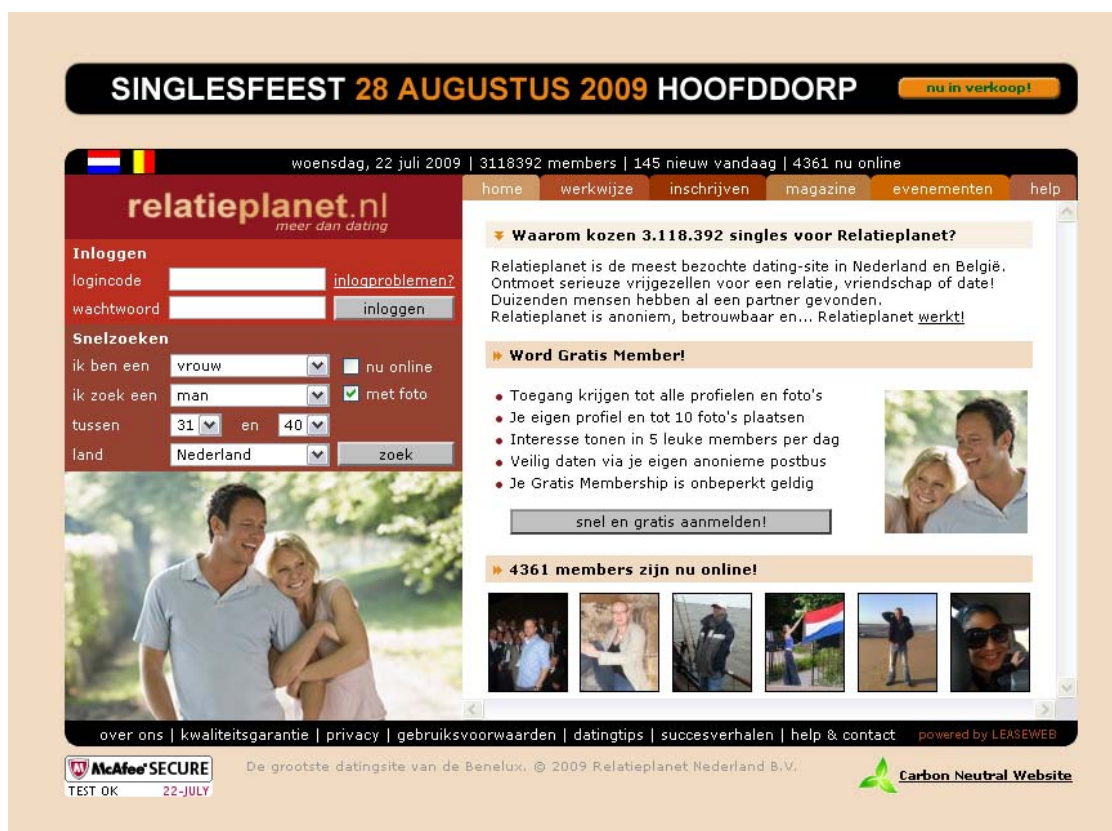 SINGLESFEEST 28 AUGUSTUS 2009 HOOFDDORP
nu in verkoop!
woensdag, 22 juli 2009 | 3118392 members | 145 nieuw vandaag | 4361 nu online
relatieplanet.nl
meer dan dating
home werkwijze inschrijven magazine evenementen help
Inloggen
logincode inlogproblemen?
wachtwoord inloggen
Snelzoeken
ik ben een vrouw nu online
ik zoek een man met foto
tussen 31 en 40
land Nederland zoek
Waarom kozen 3.118.392 singles voor Relatieplanet?
Relatieplanet is de meest bezochte dating-site in Nederland en België.
Ontmoet serieuze vrijgezellen voor een relatie, vriendschap of date!
Duizenden mensen hebben al een partner gevonden.
Relatieplanet is anoniem, betrouwbaar en... Relatieplanet werkt!
Word Gratis Member!
• Toegang krijgen tot alle profielen en foto's
• Je eigen profiel en tot 10 foto's plaatsen
• Interesse tonen in 5 leuke members per dag
• Veilig daten via je eigen anonieme postbus
• Je Gratis Membership is onbeperkt geldig
snel en gratis aanmelden!
4361 members zijn nu online!
over ons | kwaliteitsgarantie | privacy | gebruiksvoorwaarden | datingtips | succesverhalen | help & contact powered by LEASEWEB
McAfee SECURE
TEST OK 22-JULY
De grootste datingsite van de Benelux. © 2009 Relatieplanet Nederland B.V.
Carbon Neutral Website